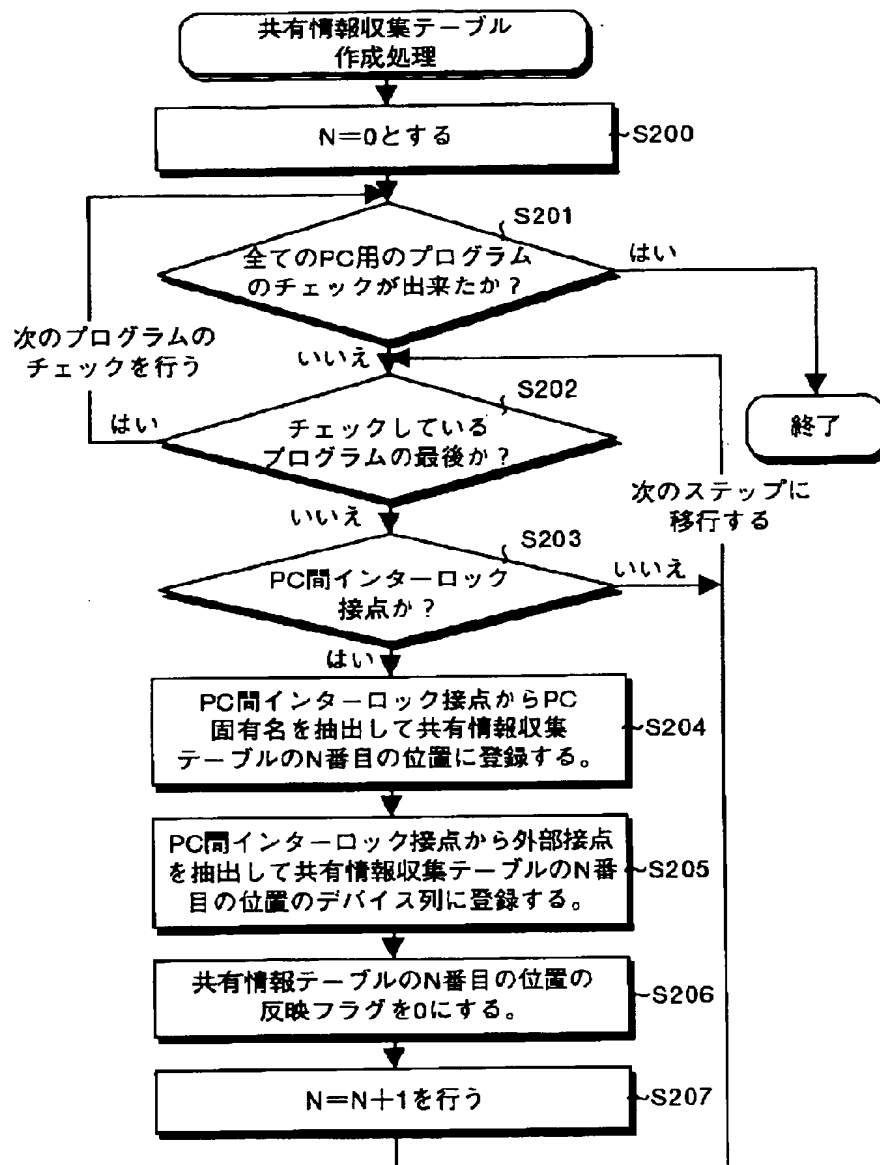 共有情報収集テーブル
作成処理
N=0とする
S200
S201
全てのPC用のプログラム
のチェックが出来たか?
はい
次のプログラムの
チェックを行う
いいえ
S202
はい
チェックしている
プログラムの最後か?
終了
次のステップに
移行する
いいえ
S203
PC間インターロック
接点か?
いいえ
はい
PC間インターロック接点からPC
固有名を抽出して共有情報収集
テーブルのN番目の位置に登録する。
S204
PC間インターロック接点から外部接点
を抽出して共有情報収集テーブルのN番
目の位置のデバイス列に登録する。
S205
共有情報テーブルのN番目の位置の
反映フラグを0にする。
S206
N=N+1を行う
S207